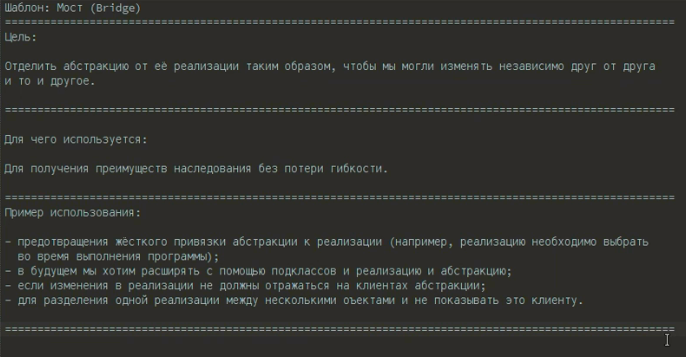 Шаблон: Мост (Bridge)
=====================================================================================================
Цель:
Отделить абстракцию от её реализации таким образом, чтобы мы могли изменять независимо друг от друга
и то и другое.
=====================================================================================================
Для чего используется:
Для получения преимуществ наследования без потери гибкости.
=====================================================================================================
Пример использования:
- предотвращения жёсткого привязки абстракции к реализации (например, реализацию необходимо выбрать
во время выполнения программы);
- в будущем мы хотим расширять с помощью подклассов и реализацию и абстракцию;
- если изменения в реализации не должны отражаться на клиентах абстракции;
- для разделения одной реализации между несколькими оъектами и не показывать это клиенту.
=====================================================================================================